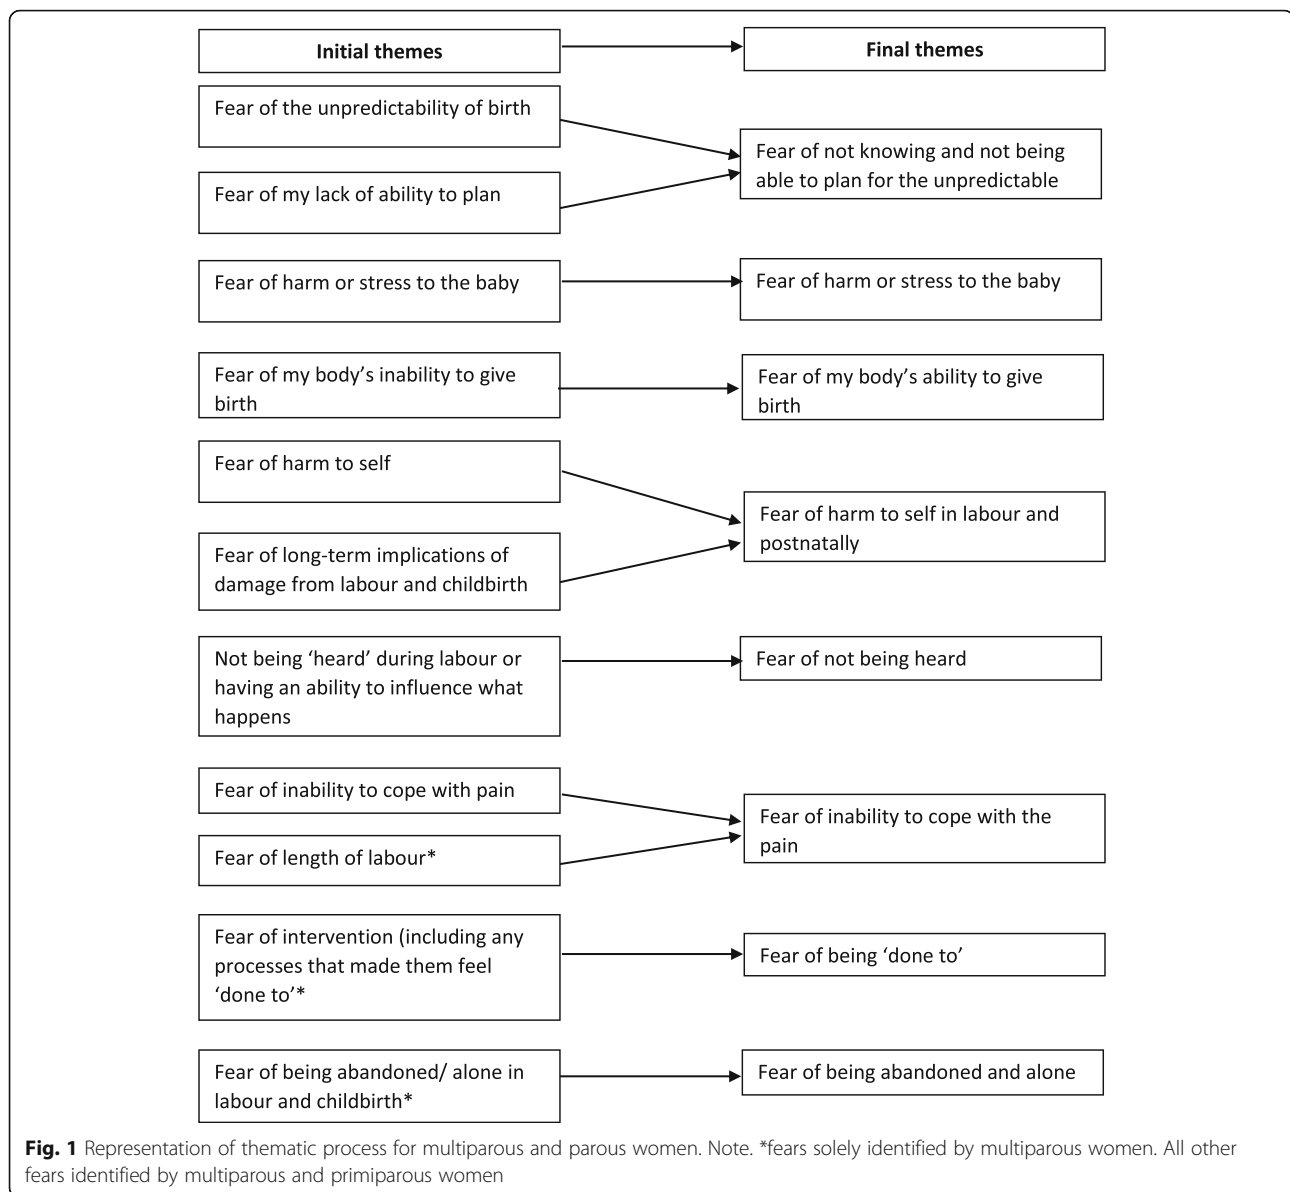 Initial themes
Final themes
Fear of the unpredictability of birth
Fear of my lack of ability to plan
Fear of not knowing and not being
able to plan for the unpredictable
Fear of harm or stress to the baby
Fear of harm or stress to the baby
Fear of my body’s inability to give
birth
Fear of my body’s ability to give
birth
Fear of harm to self
Fear of long-term implications of
damage from labour and childbirth
Fear of harm to self in labour and
postnatally
Not being ‘heard’ during labour or
having an ability to influence what
happens
Fear of not being heard
Fear of inability to cope with pain
Fear of length of labour*
Fear of inability to cope with the
pain
Fear of intervention (including any
processes that made them feel
‘done to’*
Fear of being ‘done to’
Fear of being abandoned/ alone in
labour and childbirth*
Fear of being abandoned and alone
Fig. 1 Representation of thematic process for multiparous and parous women. Note. *fears solely identified by multiparous women. All other
fears identified by multiparous and primiparous women